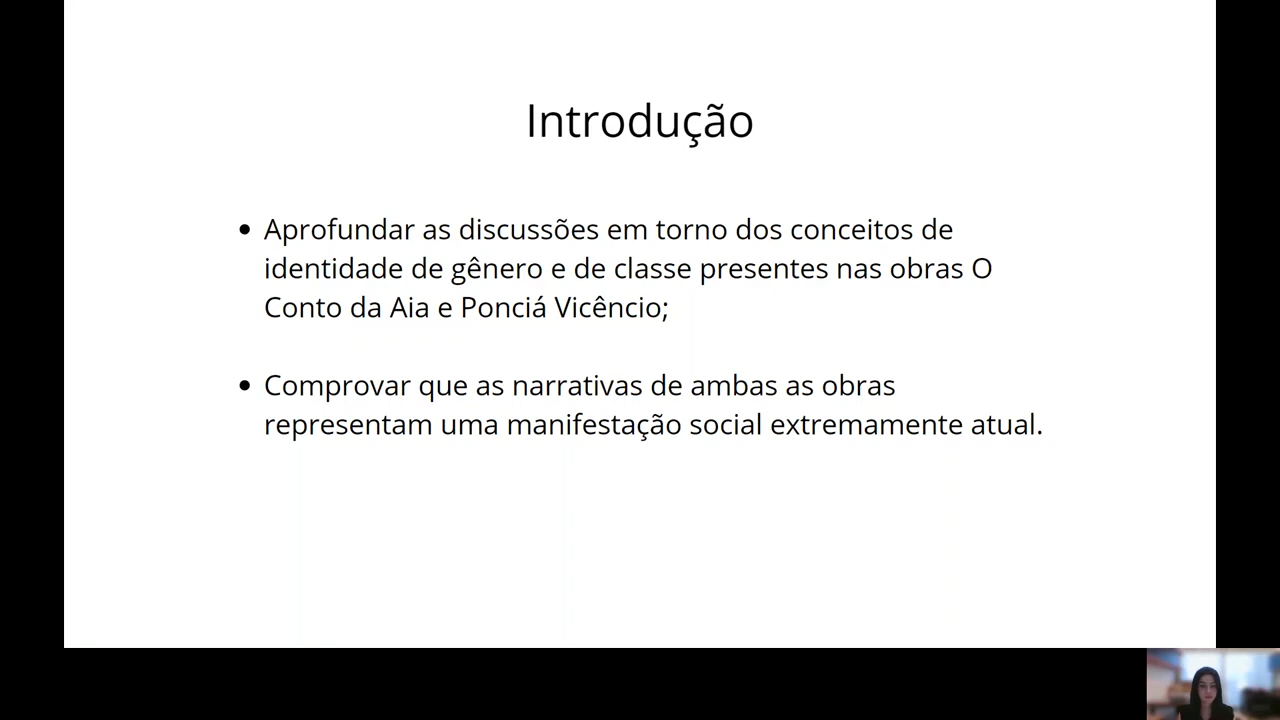 Introdução
• Aprofundar as discussões em torno dos conceitos de
identidade de gênero e de classe presentes nas obras O
Conto da Aia e Ponciá Vicêncio;
• Comprovar que as narrativas de ambas as obras
representam uma manifestação social extremamente atual.